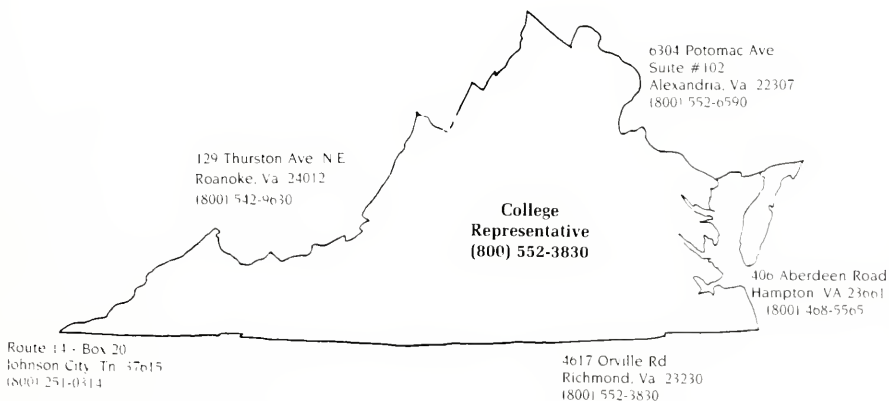 6304 Potomac Ave
Suite #102
Alexandria, Va 22307
(800) 552-6590
129 Thurston Ave N E
Roanoke, Va 24012
(800) 542-9630
College
Representative
(800) 552-3830
406 Aberdeen Road
Hampton VA 23661
(800) 468-5565
Route 14 - Box 20
Johnson City Tn 37615
(800) 251-0314
4617 Orville Rd
Richmond, Va 23230
(800) 552-3830